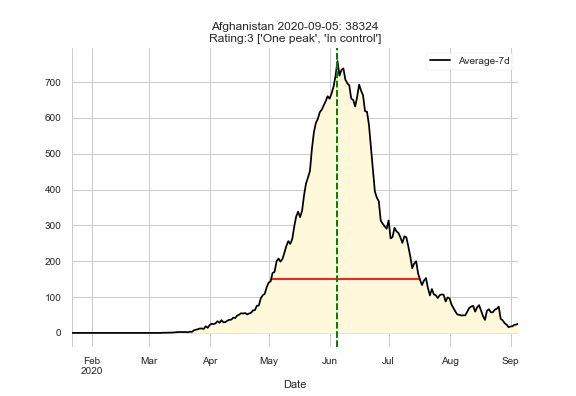 Afghanistan 2020-09-05: 38324
Rating:3 ['One peak', 'In control']
Average-7d
700
600
500
400
300
200
100
0
Feb
2020
Mar
Apr
May
Jun
Jul
Aug
Sep
Date